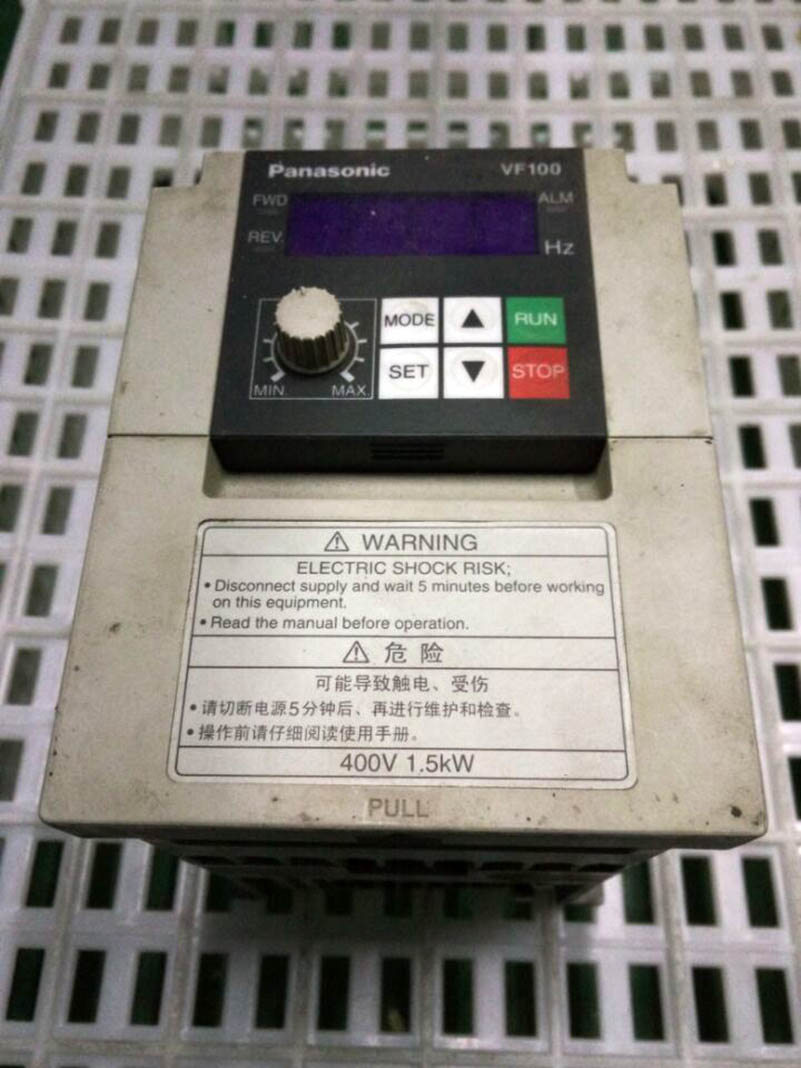 Panasonic VF100
FWD ALM
REV. Hz
MODE ▲ RUN
SET ▼ STOP
MIN. MAX.
⚠ WARNING
ELECTRIC SHOCK RISK;
• Disconnect supply and wait 5 minutes before working
on this equipment.
• Read the manual before operation.
⚠ 危险
可能导致触电、受伤
• 请切断电源5分钟后、再进行维护和检查。
• 操作前请仔细阅读使用手册。
400V 1.5kW
PULL